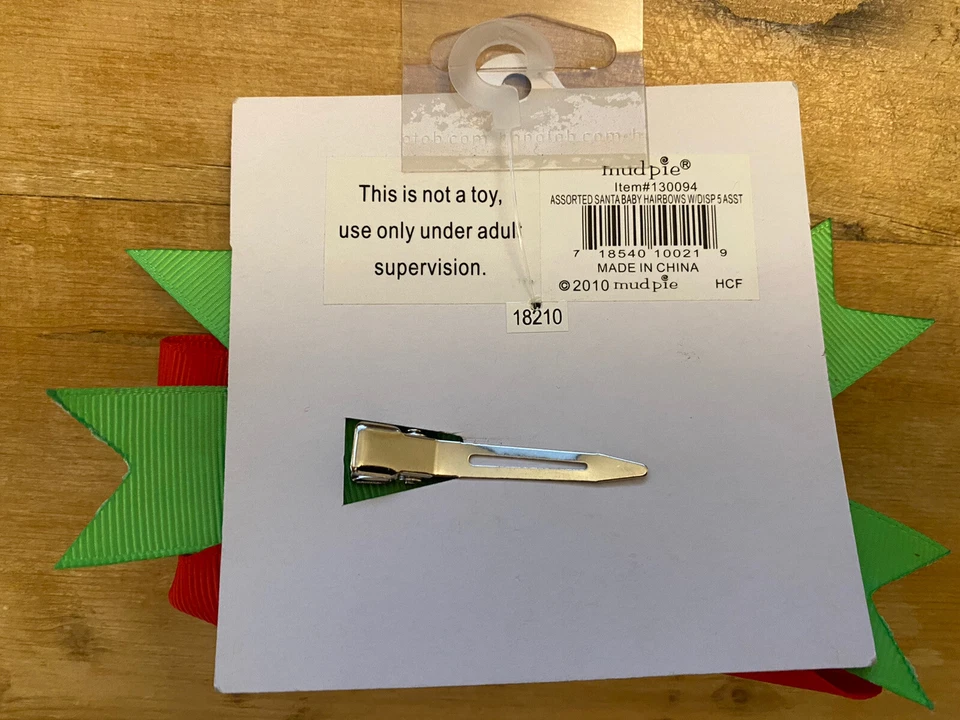 This is not a toy,
use only under adult
supervision.
mudpie®
Item#130094
ASSORTED SANTA BABY HAIRBOWS W/DISP 5 ASST
7 18540 10021 9
MADE IN CHINA
© 2010 mudpie HCF
18210